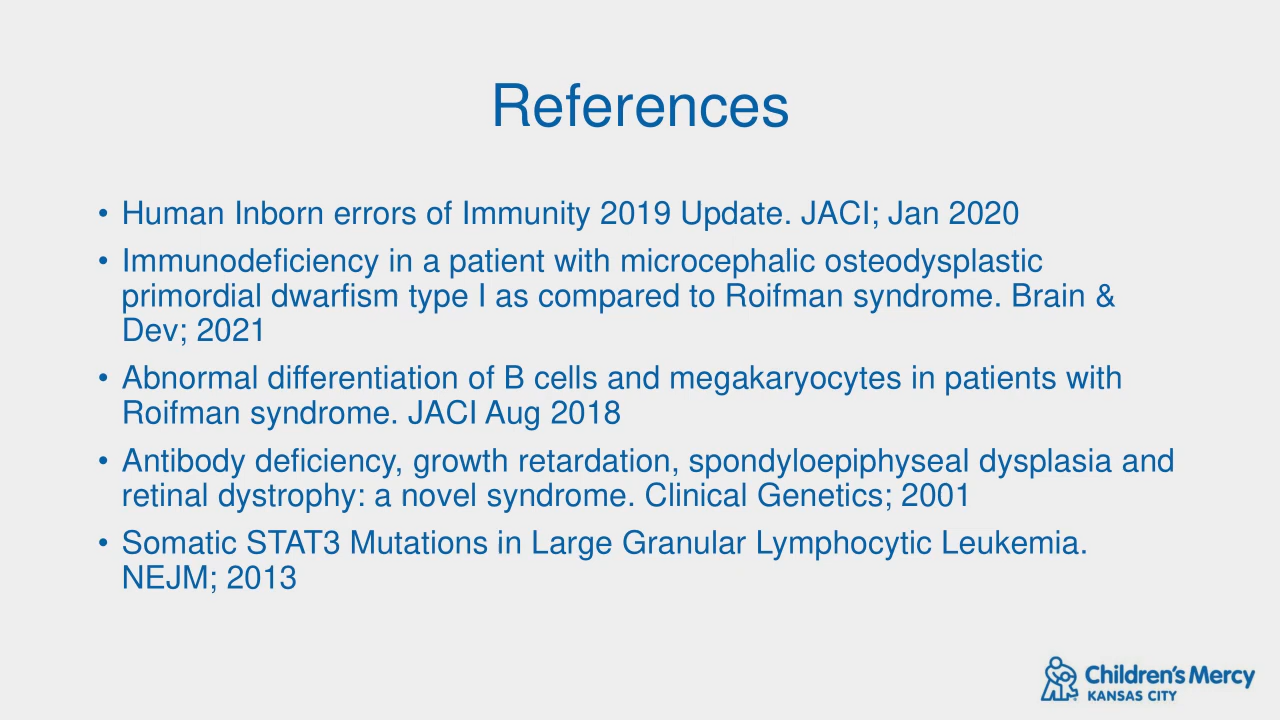 References
• Human Inborn errors of Immunity 2019 Update. JACI; Jan 2020
• Immunodeficiency in a patient with microcephalic osteodysplastic
primordial dwarfism type I as compared to Roifman syndrome. Brain &
Dev; 2021
• Abnormal differentiation of B cells and megakaryocytes in patients with
Roifman syndrome. JACI Aug 2018
• Antibody deficiency, growth retardation, spondyloepiphyseal dysplasia and
retinal dystrophy: a novel syndrome. Clinical Genetics; 2001
• Somatic STAT3 Mutations in Large Granular Lymphocytic Leukemia.
NEJM; 2013
Children's Mercy
KANSAS CITY